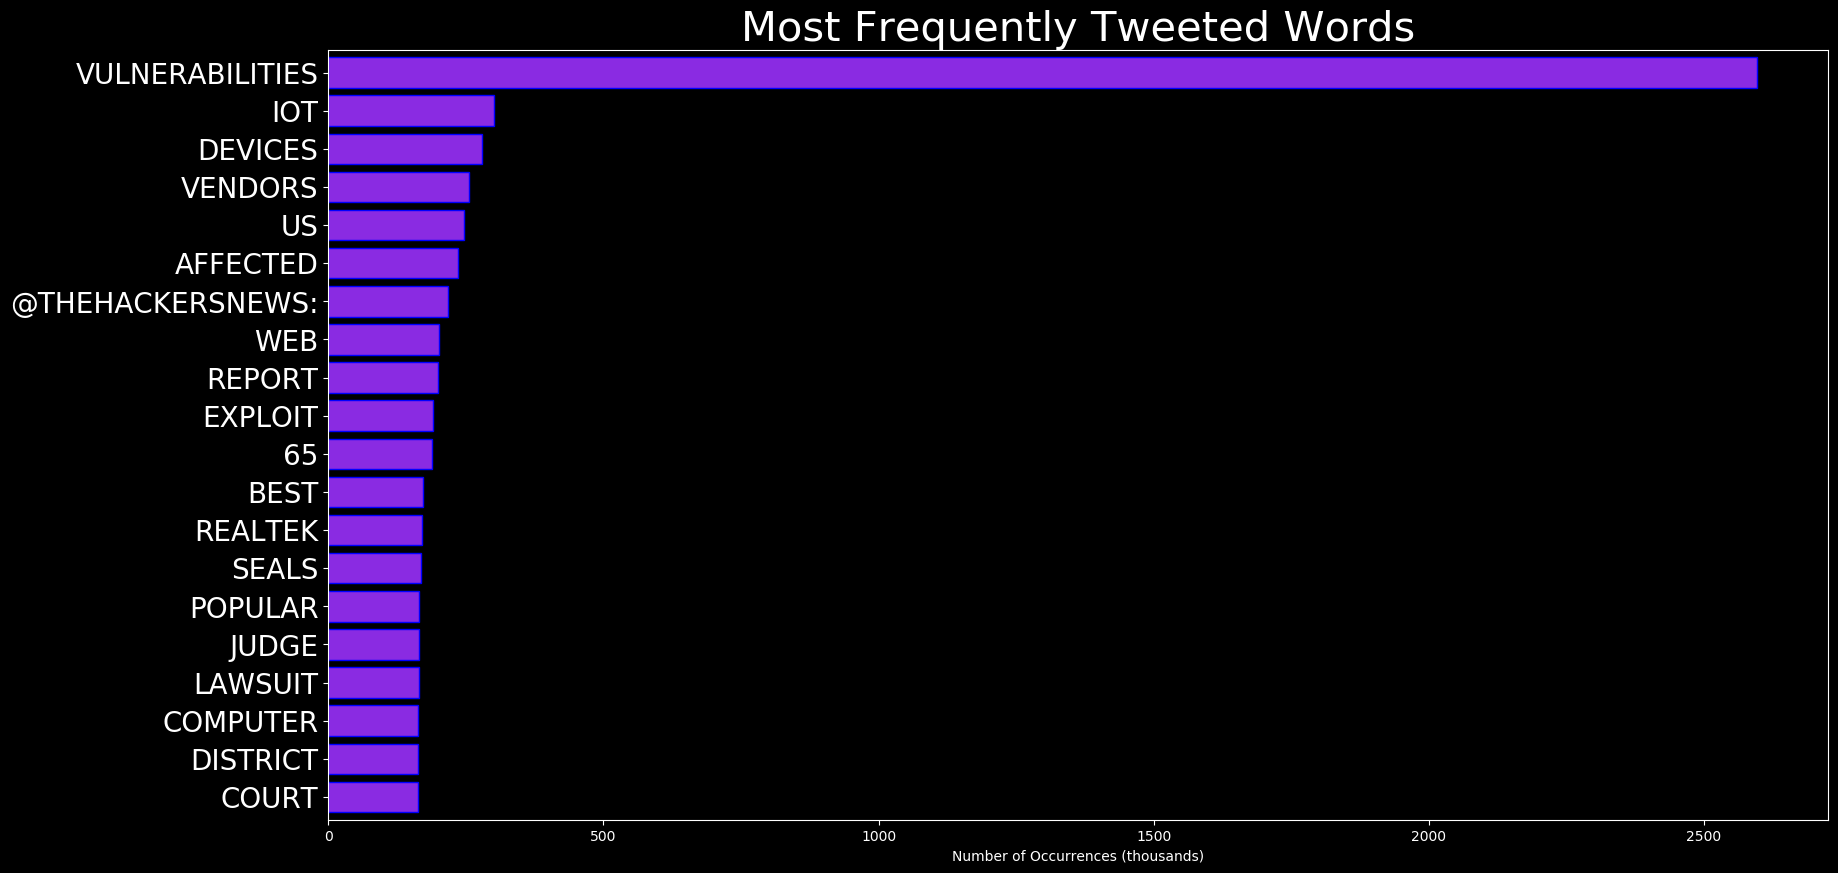 Most Frequently Tweeted Words
VULNERABILITIES
IOT
DEVICES
VENDORS
US
AFFECTED
@THEHACKERSNEWS:
WEB
REPORT
EXPLOIT
65
BEST
REALTEK
SEALS
POPULAR
JUDGE
LAWSUIT
COMPUTER
DISTRICT
COURT
0 500 1000 1500 2000 2500
Number of Occurrences (thousands)